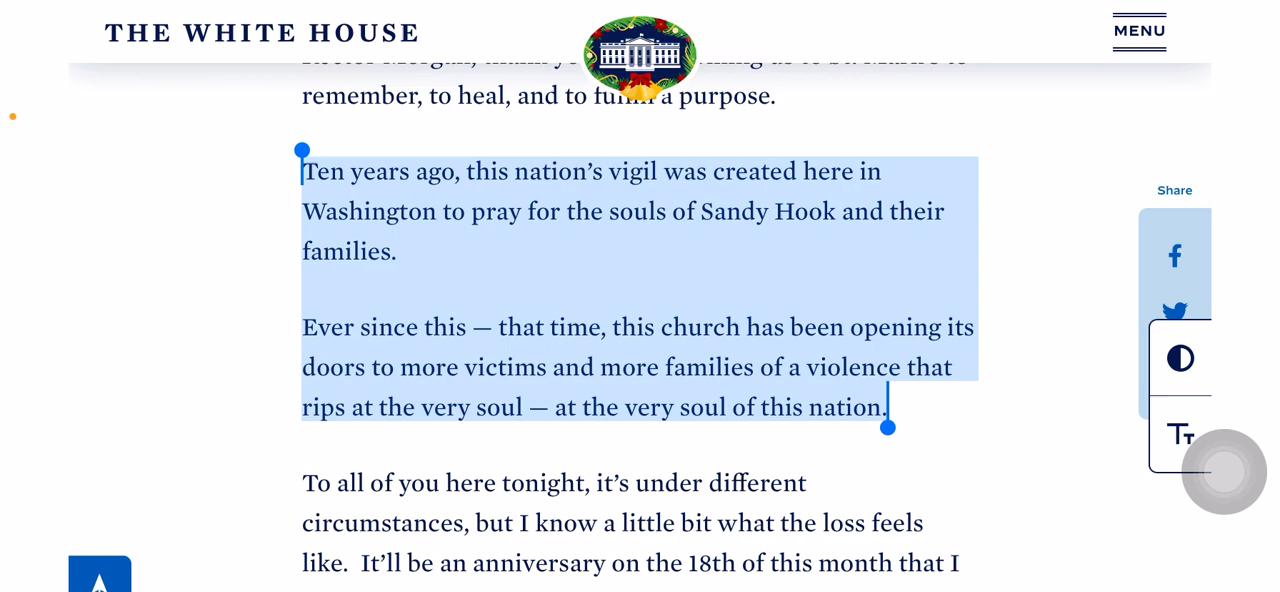 THE WHITE HOUSE
MENU
remember, to heal, and to a purpose.
Ten years ago, this nation’s vigil was created here in
Washington to pray for the souls of Sandy Hook and their
families.
Share
Ever since this — that time, this church has been opening its
doors to more victims and more families of a violence that
rips at the very soul — at the very soul of this nation.
Tт
To all of you here tonight, it’s under different
circumstances, but I know a little bit what the loss feels
like.  It’ll be an anniversary on the 18th of this month that I